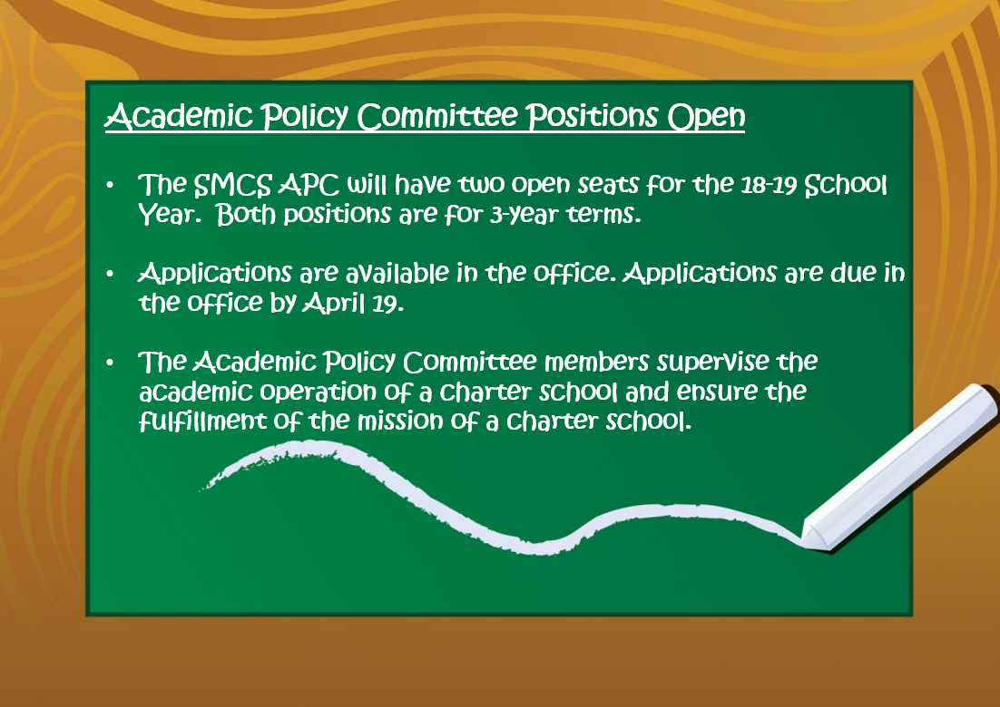 Academic Policy Committee Positions Open
• The SMCS APC will have two open seats for the 18-19 School
Year.  Both positions are for 3-year terms.
• Applications are available in the office. Applications are due in
the office by April 19.
• The Academic Policy Committee members supervise the
academic operation of a charter school and ensure the
fulfillment of the mission of a charter school.